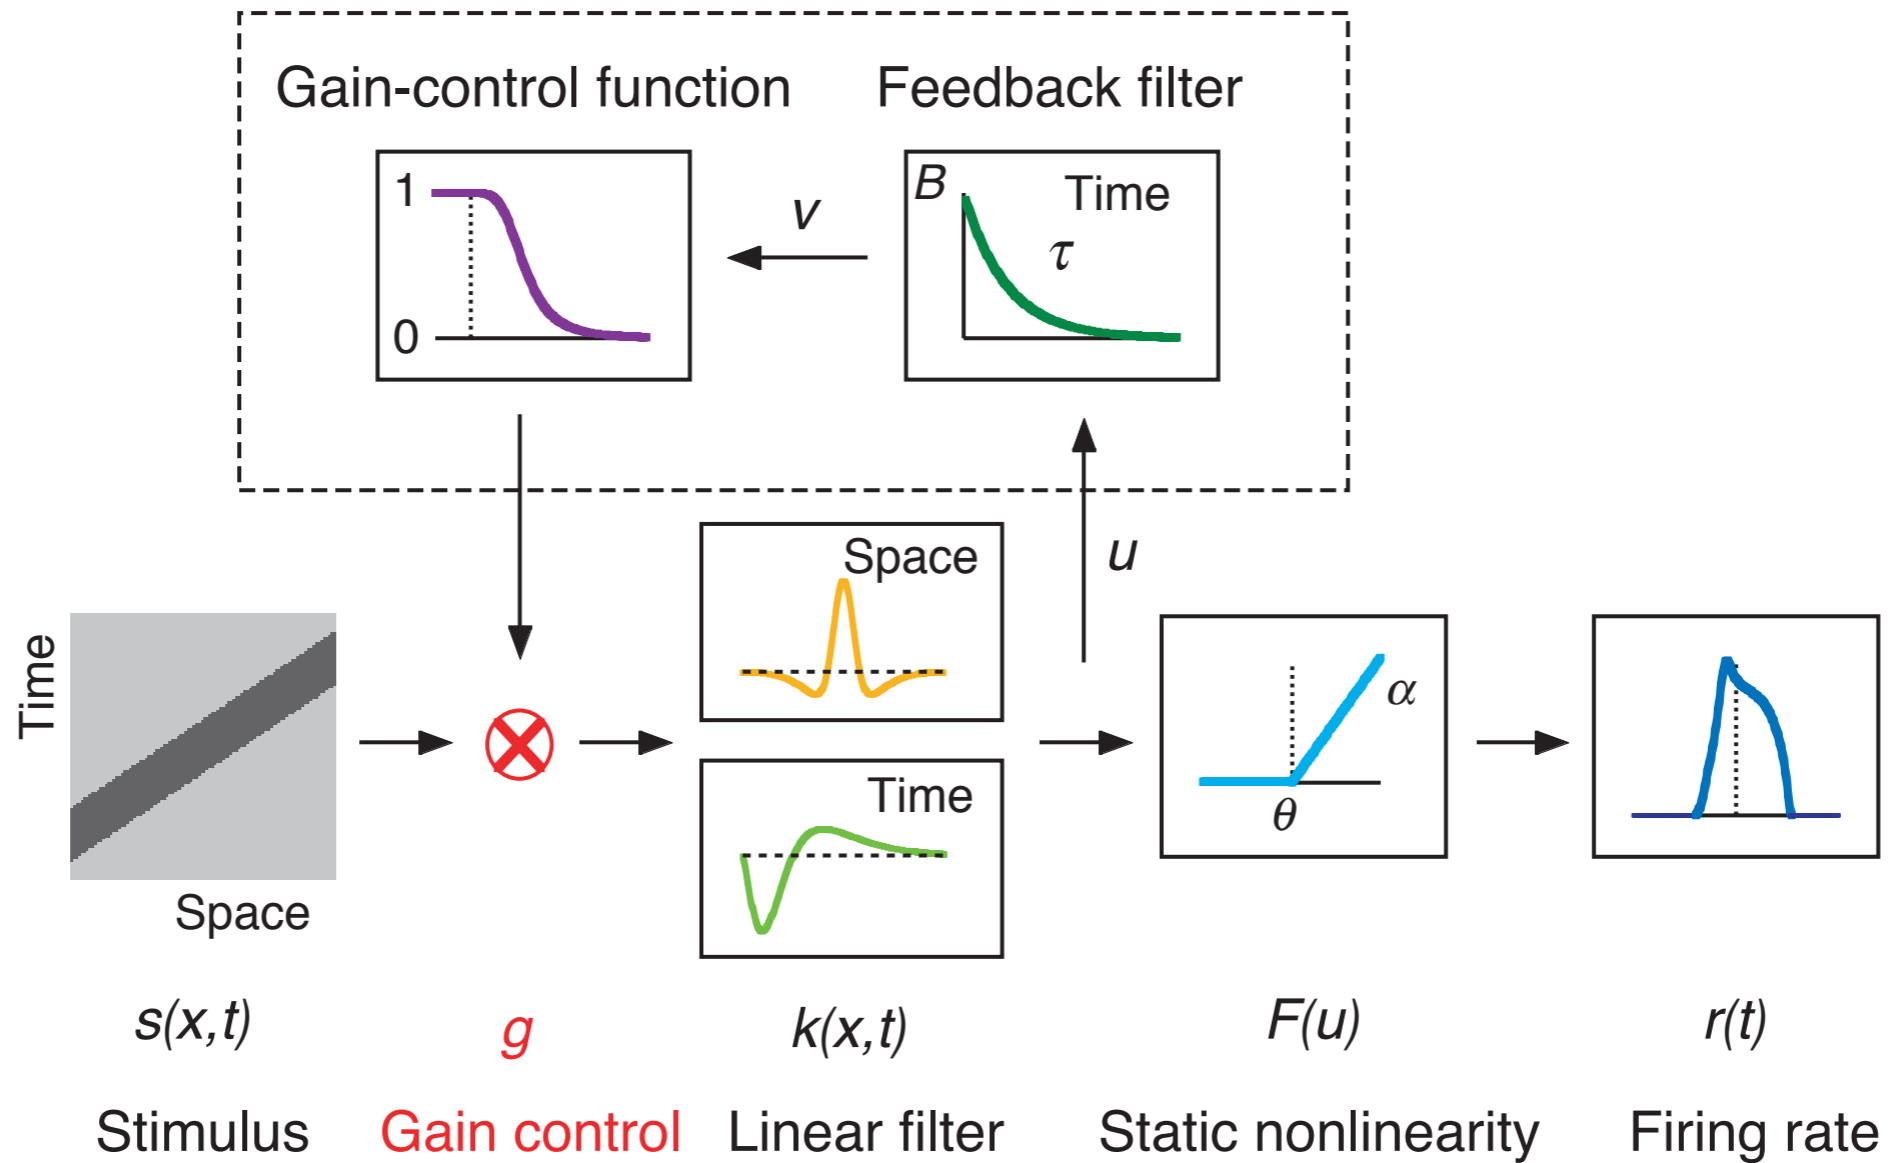 Gain-control function
Feedback filter
1
0
v
B
Time
τ
u
Space
Time
Time
Space
θ
α
s(x,t)
g
k(x,t)
F(u)
r(t)
Stimulus
Gain control
Linear filter
Static nonlinearity
Firing rate